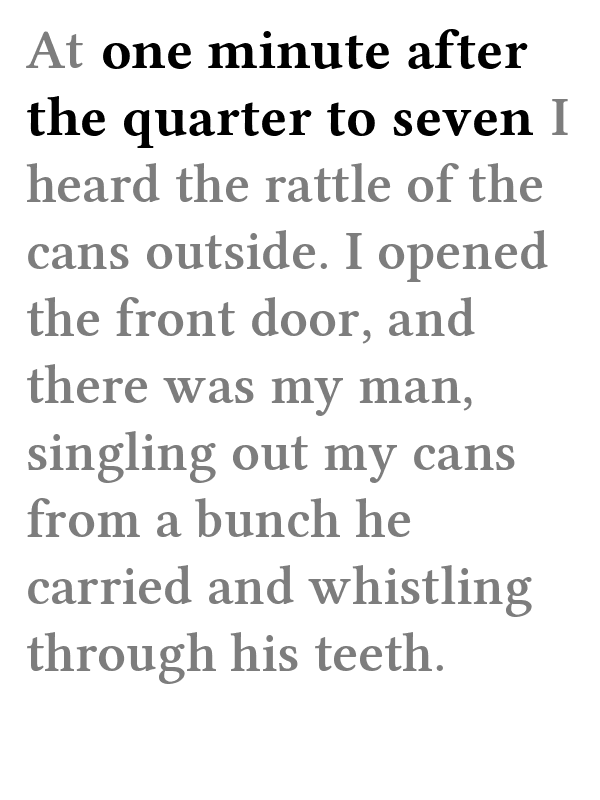 At one minute after
the quarter to seven I
heard the rattle of the
cans outside. I opened
the front door, and
there was my man,
singling out my cans
from a bunch he
carried and whistling
through his teeth.